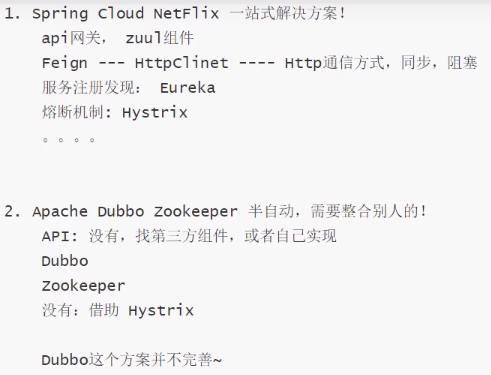 1. Spring Cloud NetFlix 一站式解决方案！
api网关， zuul组件
Feign --- HttpClinet ---- Http通信方式，同步，阻塞
服务注册发现： Eureka
熔断机制: Hystrix
。。。。
2. Apache Dubbo Zookeeper 半自动，需要整合别人的！
API: 没有，找第三方组件，或者自己实现
Dubbo
Zookeeper
没有：借助 Hystrix
Dubbo这个方案并不完善~